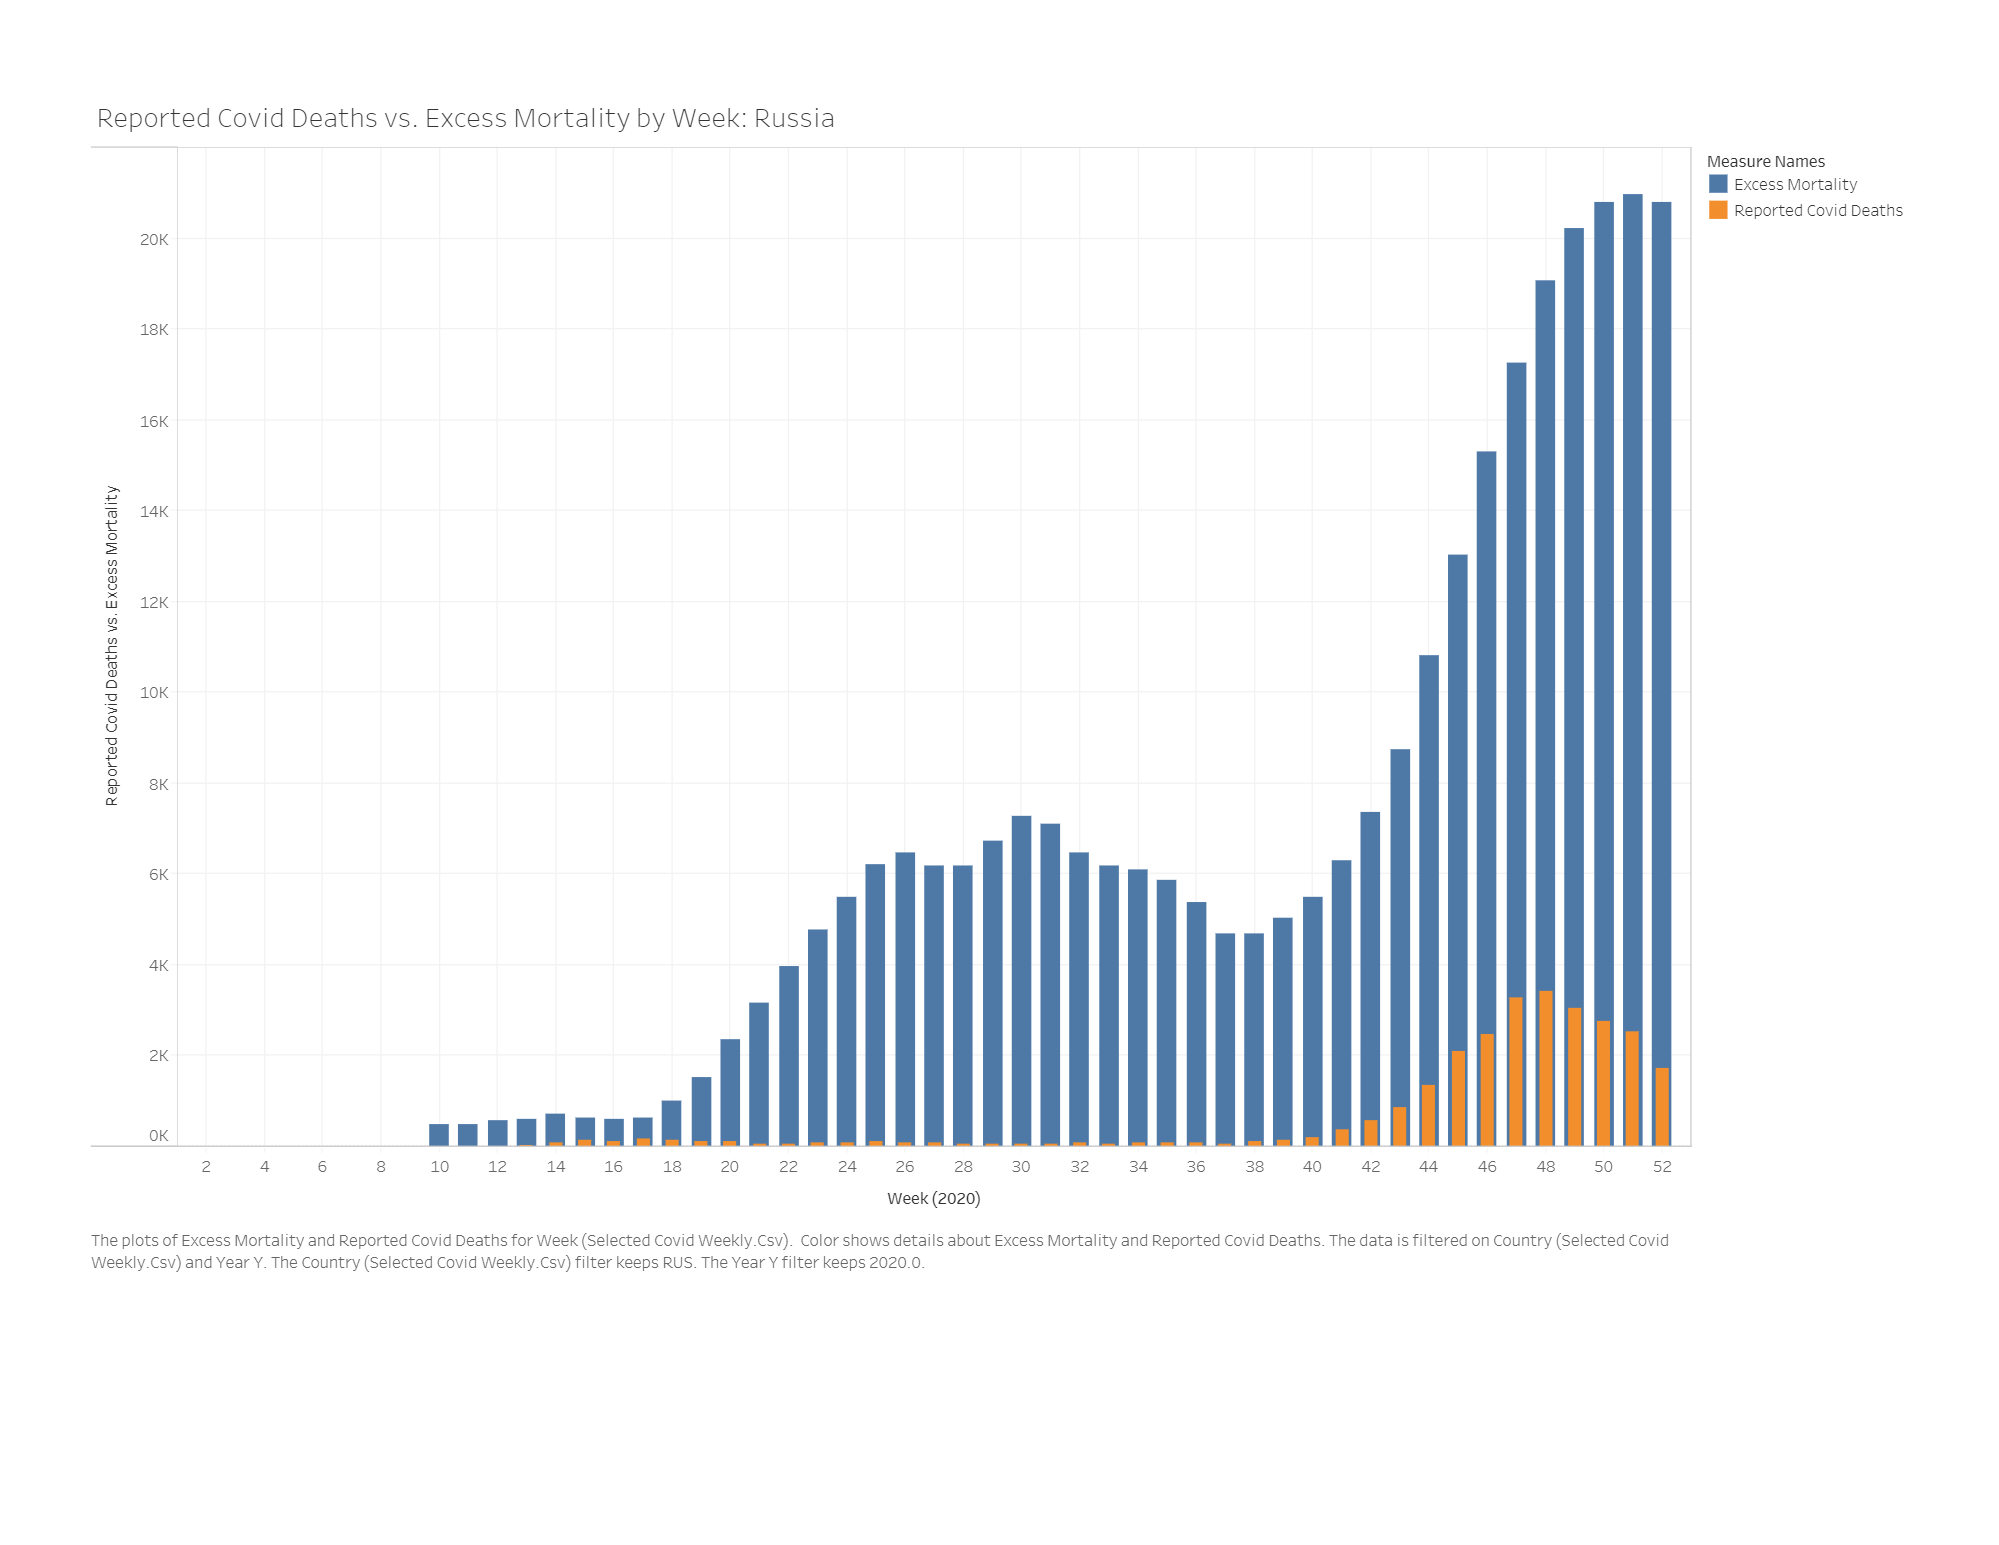 Reported Covid Deaths vs. Excess Mortality by Week: Russia
Measure Names
Excess Mortality
Reported Covid Deaths
Reported Covid Deaths vs. Excess Mortality
20K
18K
16K
14K
12K
10K
8K
6K
4K
2K
0K
2 4 6 8 10 12 14 16 18 20 22 24 26 28 30 32 34 36 38 40 42 44 46 48 50 52
Week (2020)
The plots of Excess Mortality and Reported Covid Deaths for Week (Selected Covid Weekly.Csv).  Color shows details about Excess Mortality and Reported Covid Deaths. The data is filtered on Country (Selected Covid
Weekly.Csv) and Year Y. The Country (Selected Covid Weekly.Csv) filter keeps RUS. The Year Y filter keeps 2020.0.